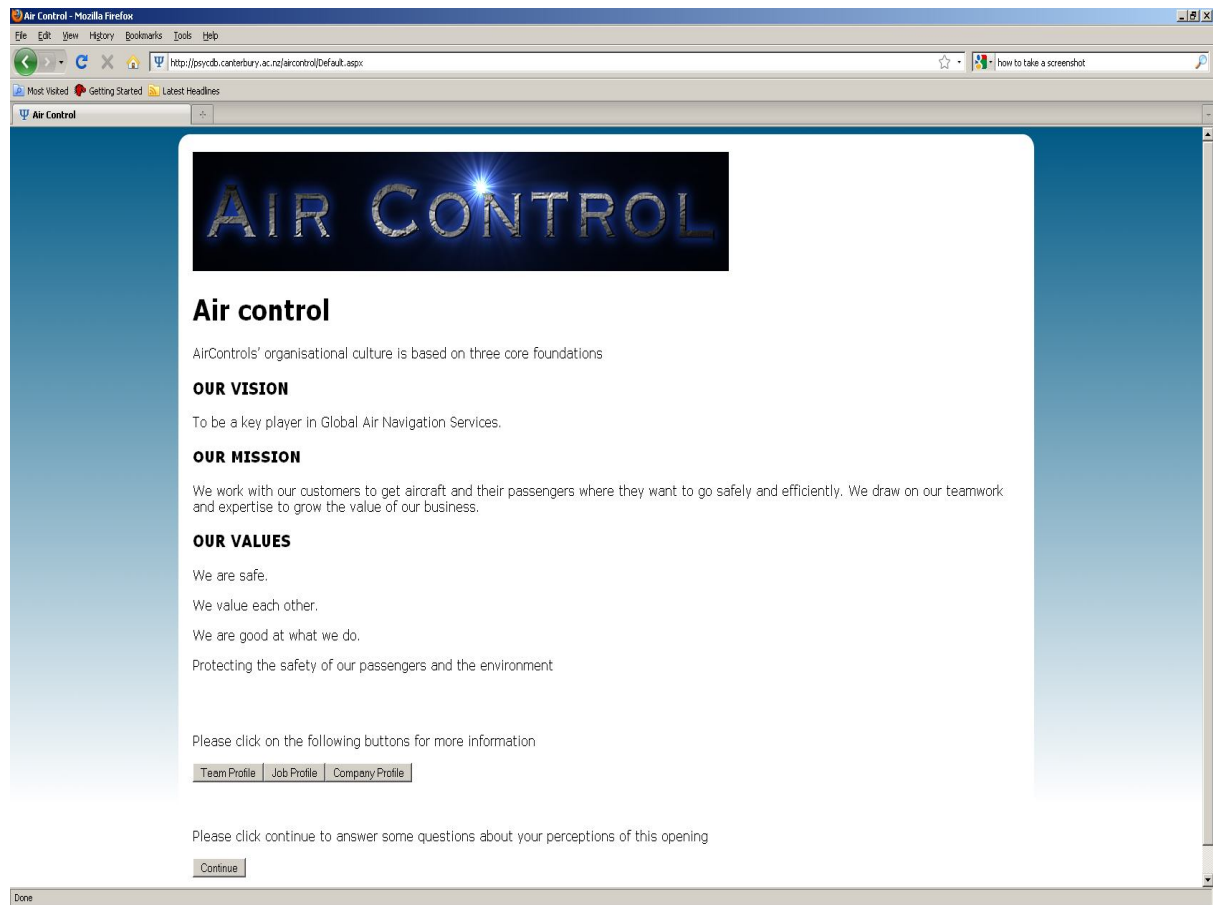 Air Control - Mozilla Firefox
File Edit View History Bookmarks Tools Help
http://psycdb.canterbury.ac.nz/aircontrol/Default.aspx
how to take a screenshot
Most Visited Getting Started Latest Headlines
Ψ Air Control
AIR CONTROL
Air control
AirControls' organisational culture is based on three core foundations
OUR VISION
To be a key player in Global Air Navigation Services.
OUR MISSION
We work with our customers to get aircraft and their passengers where they want to go safely and efficiently. We draw on our teamwork
and expertise to grow the value of our business.
OUR VALUES
We are safe.
We value each other.
We are good at what we do.
Protecting the safety of our passengers and the environment
Please click on the following buttons for more information
Team Profile Job Profile Company Profile
Please click continue to answer some questions about your perceptions of this opening
Continue
Done